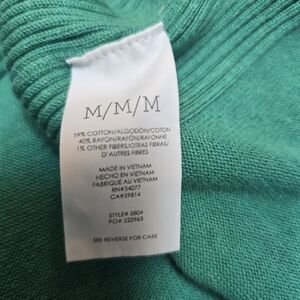 M/M/M
59% COTTON/ALGODÓN/COTON
40% RAYON/RAYÓN/RAYONNE
1% OTHER FIBERS/OTRAS FIBRAS/
D'AUTRES FIBRES
MADE IN VIETNAM
HECHO EN VIETNAM
FABRIQUÉ AU VIETNAM
RN#54077
CA#39814
STYLE# 5804
PO# 222963
SEE REVERSE FOR CARE